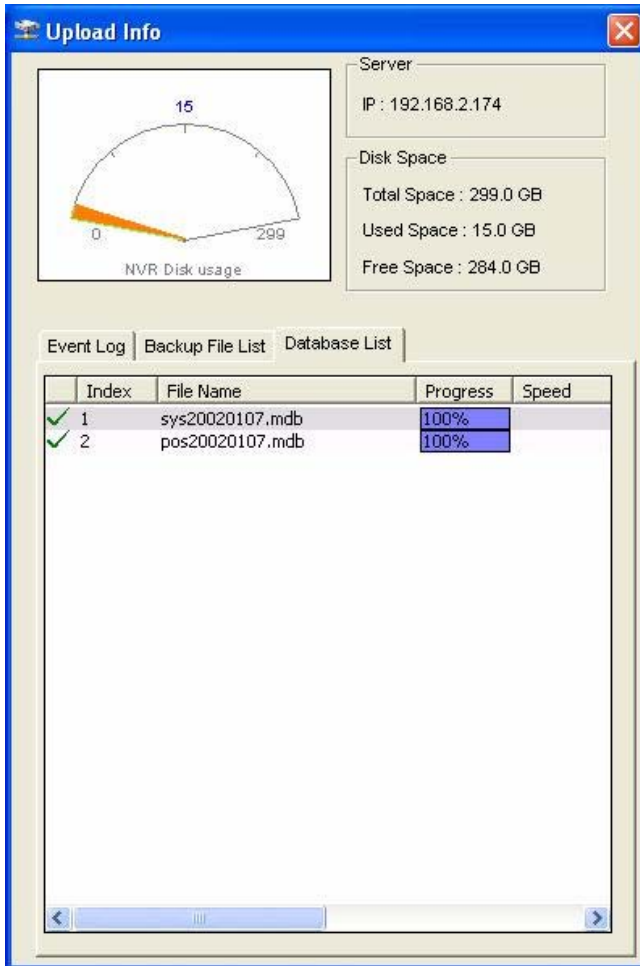 Upload Info
15
0
299
NVR Disk usage
Server
IP : 192.168.2.174
Disk Space
Total Space : 299.0 GB
Used Space : 15.0 GB
Free Space : 284.0 GB
Event Log Backup File List Database List
Index File Name Progress Speed
1 sys20020107.mdb 100%
2 pos20020107.mdb 100%